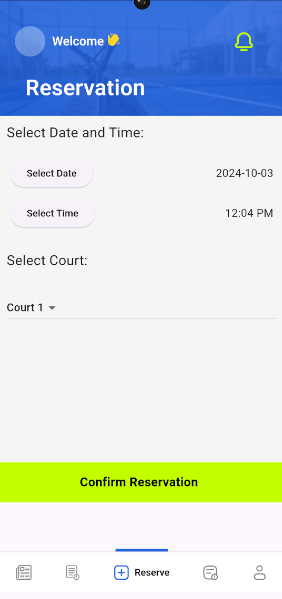 Welcome 👋
Reservation
Select Date and Time:
Select Date 2024-10-03
Select Time 12:04 PM
Select Court:
Court 1
Confirm Reservation
Reserve